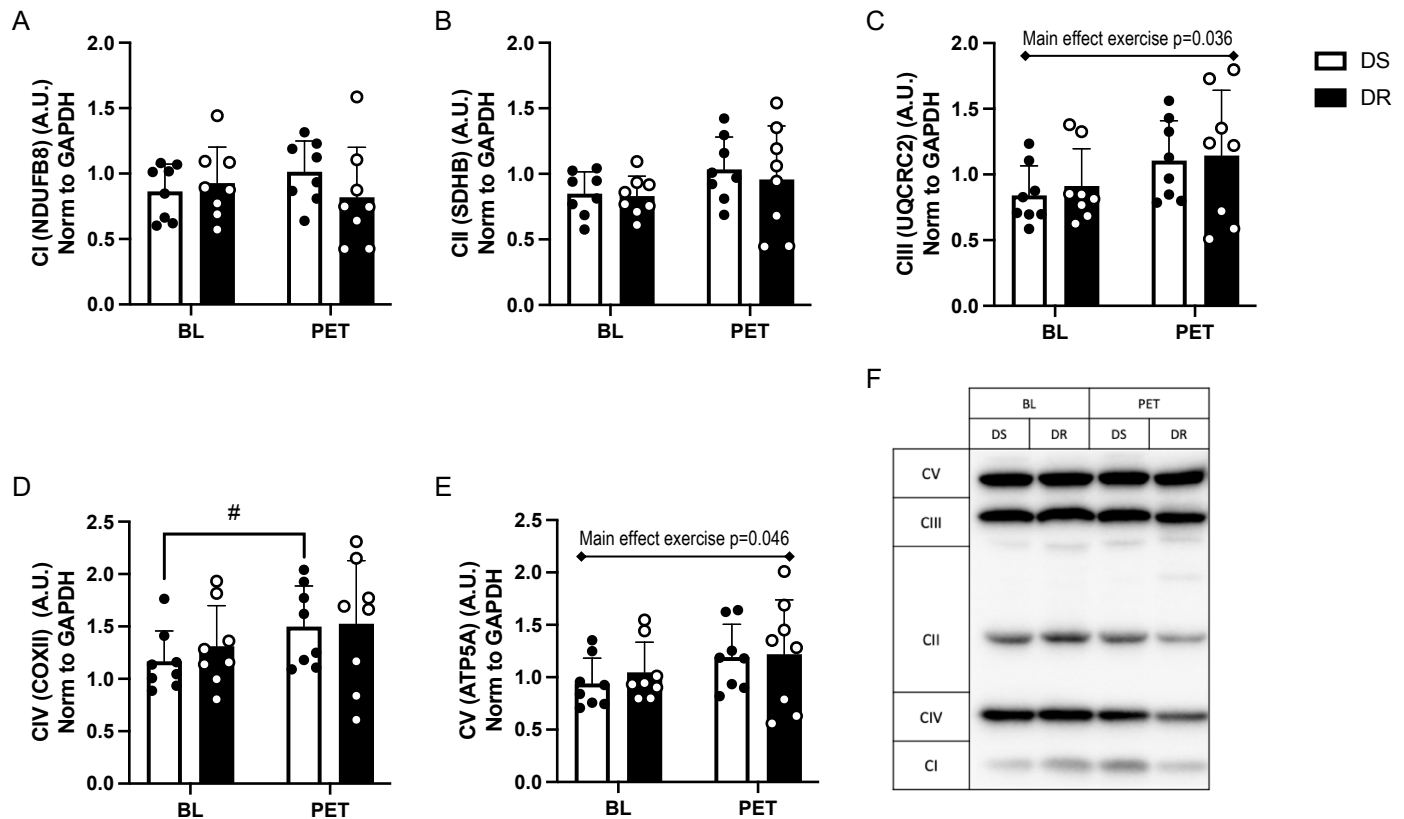 A
CI (NDUFB8) (A.U.)
Norm to GAPDH
2.0
1.5
1.0
0.5
0.0
BL
PET
B
CII (SDHB) (A.U.)
Norm to GAPDH
2.0
1.5
1.0
0.5
0.0
BL
PET
C
CIII (UQCRC2) (A.U.)
Norm to GAPDH
2.0
1.5
1.0
0.5
0.0
Main effect exercise p=0.036
BL
PET
DS
DR
D
CIV (COXII) (A.U.)
Norm to GAPDH
2.5
2.0
1.5
1.0
0.5
0.0
#
BL
PET
E
CV (ATP5A) (A.U.)
Norm to GAPDH
2.5
2.0
1.5
1.0
0.5
0.0
Main effect exercise p=0.046
BL
PET
F
BL PET
DS DR DS DR
CV
CIII
CII
CIV
CI